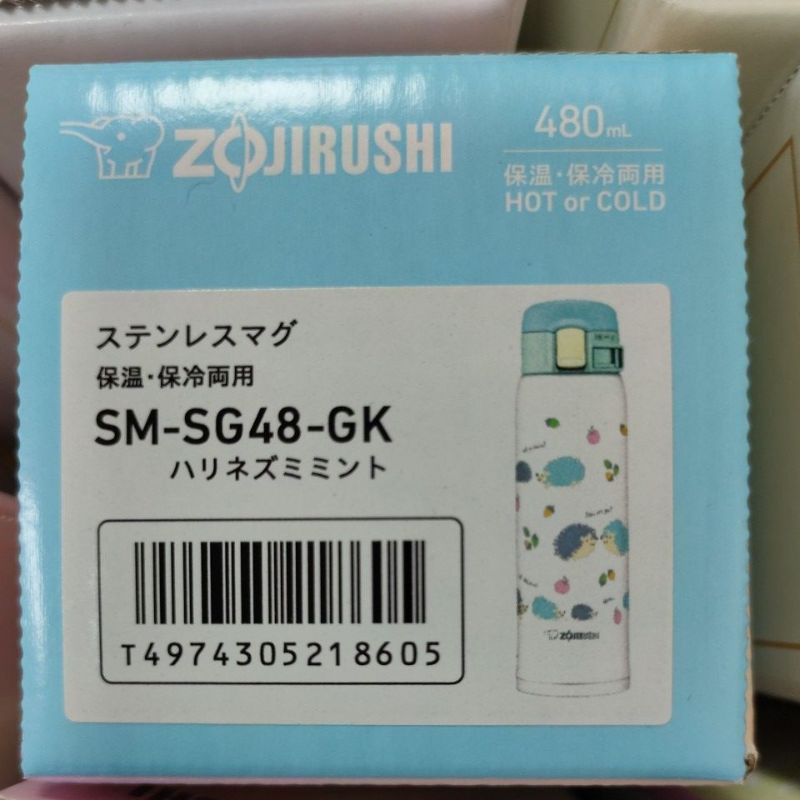 ZOJIRUSHI
480mL
保温・保冷両用
HOT or COLD
ステンレスマグ
保温・保冷両用
SM-SG48-GK
ハリネズミミント
T4974305218605
ZOJIRUSHI